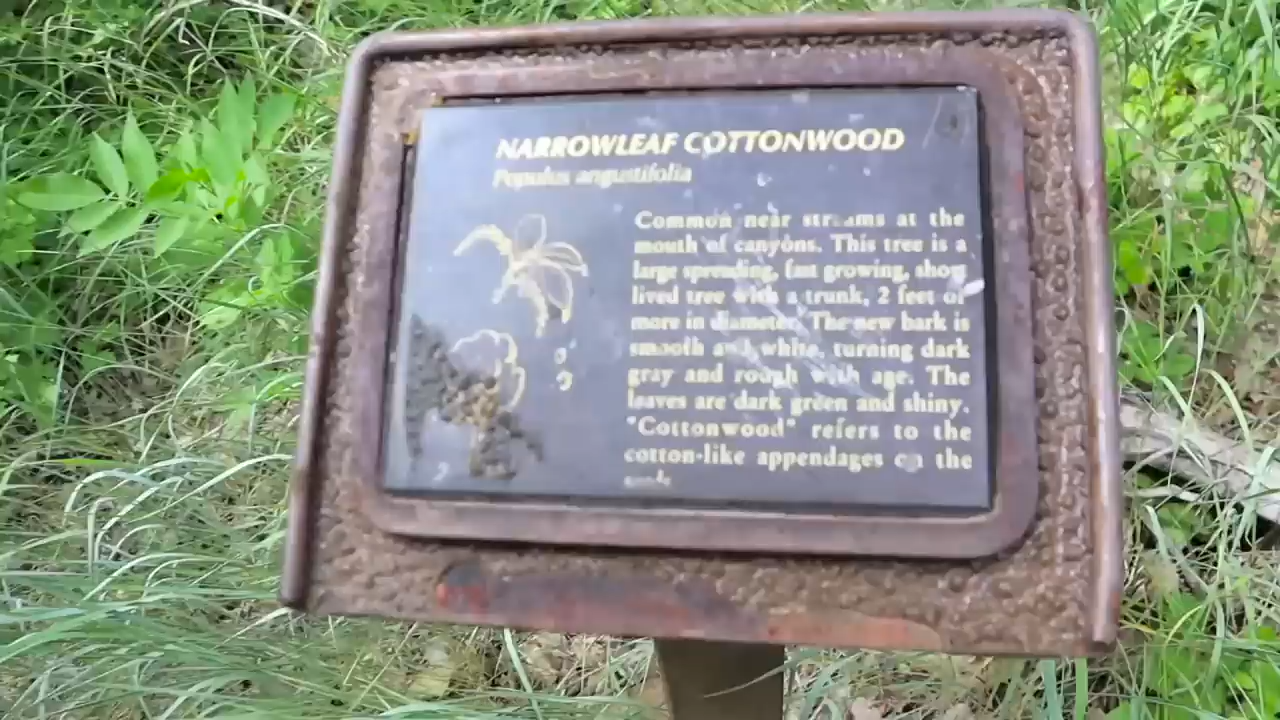 NARROWLEAF COTTONWOOD
Populus angustifolia
Common near streams at the
mouth of canyons. This tree is a
large spreading, fast growing, short
lived tree with a trunk, 2 feet or
more in diameter. The new bark is
smooth and white, turning dark
gray and rough with age. The
leaves are dark green and shiny.
"Cottonwood" refers to the
cotton-like appendages on the